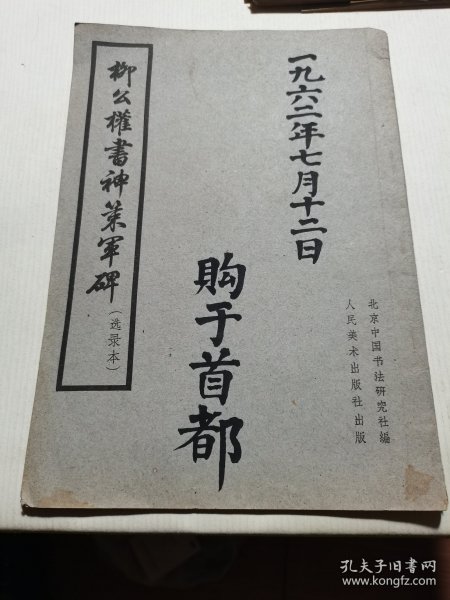 一九六二年七月十二日
购于首都
柳公權書神策軍碑(选录本)
北京中国书法研究社編
人民美术出版社出版
孔夫子旧书网
www.kongfz.com